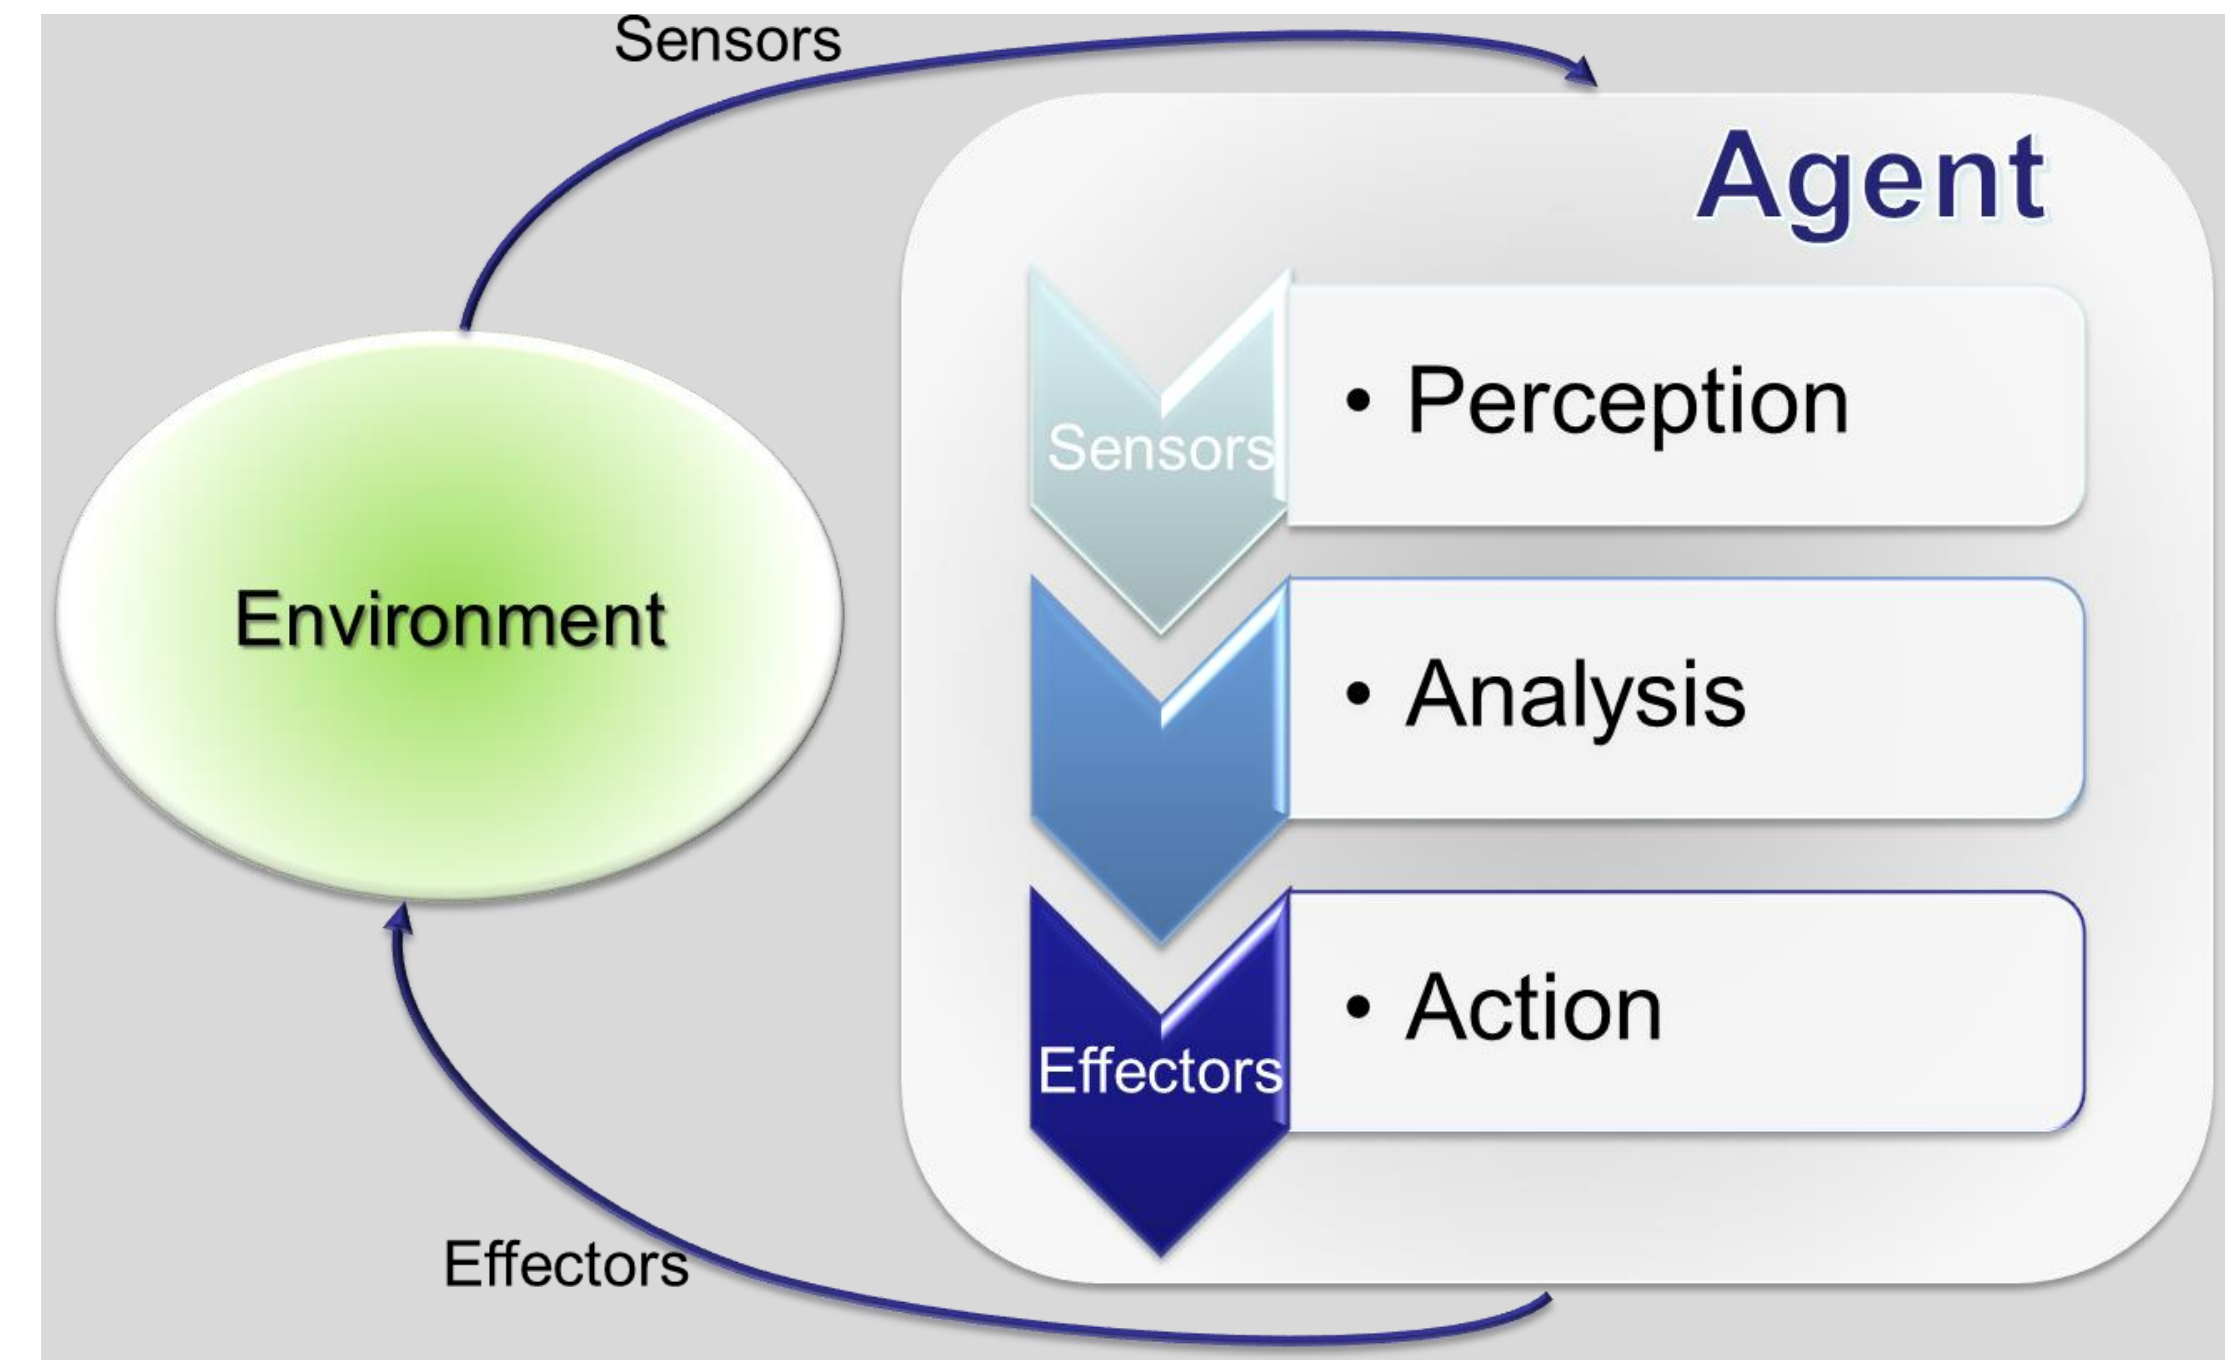 Sensors
Agent
Sensors
• Perception
Environment
• Analysis
Effectors
• Action
Effectors